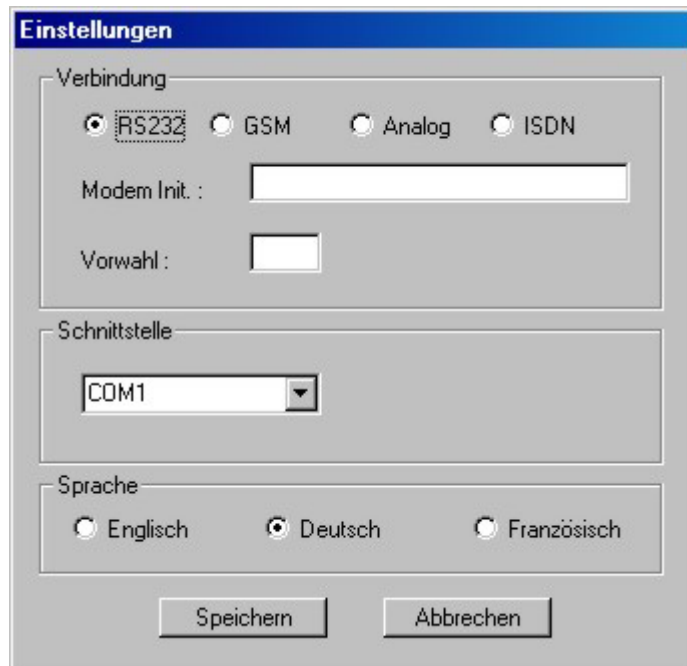 Einstellungen
Verbindung
RS232 GSM Analog ISDN
Modem Init. :
Vorwahl :
Schnittstelle
COM1
Sprache
Englisch Deutsch Französisch
Speichern Abbrechen